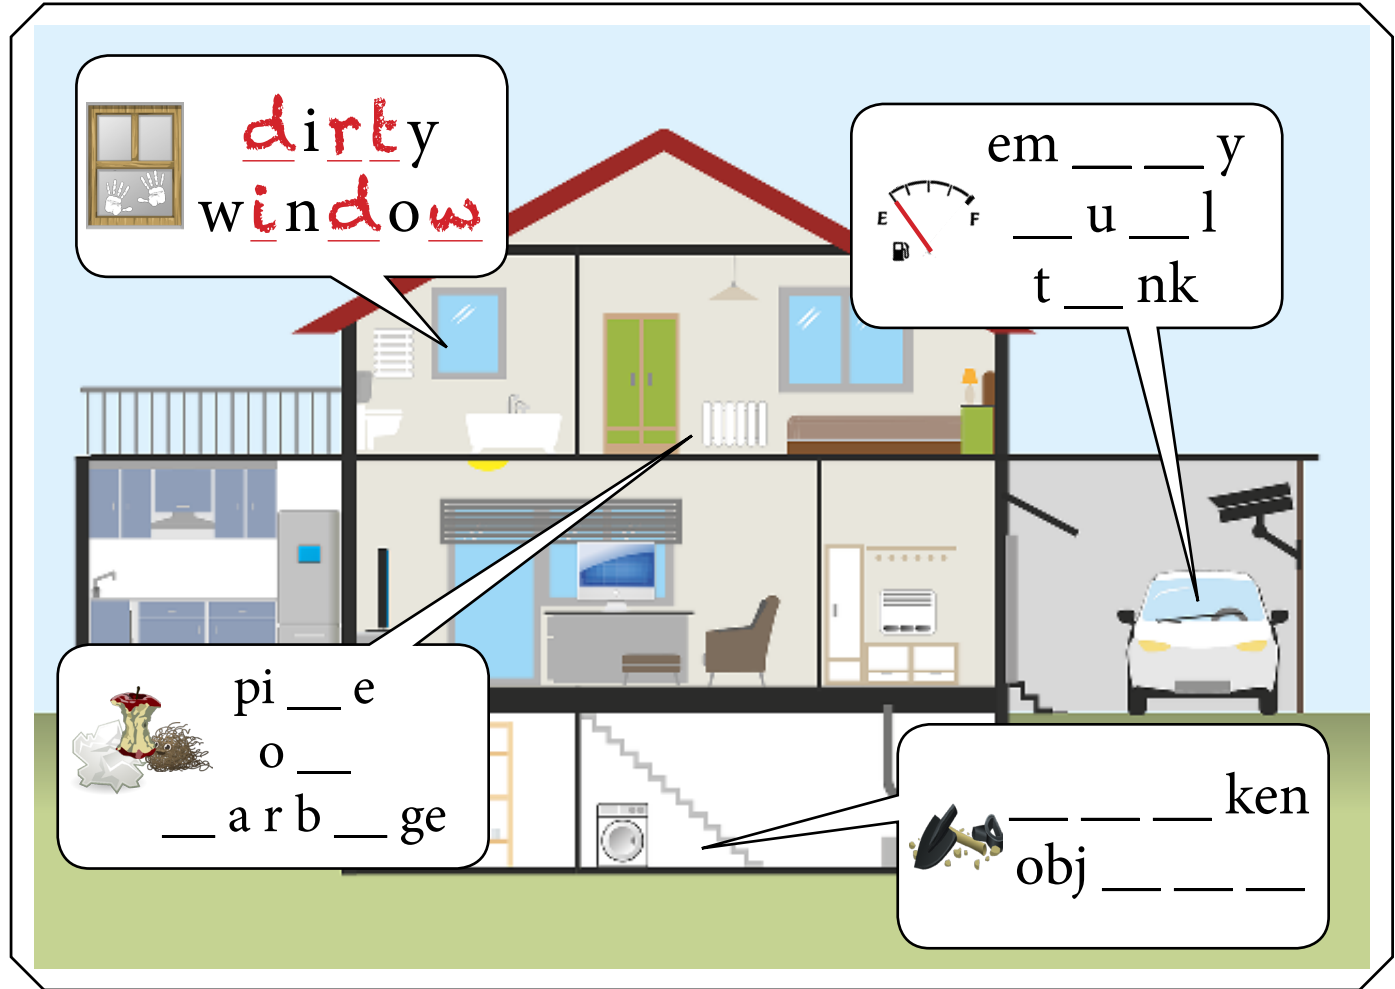 dirty
window
em __ __ y
__ u __ l
t __ nk
E F
pi __ e
o __
__ a r b __ ge
__ __ __ ken
obj __ __ __